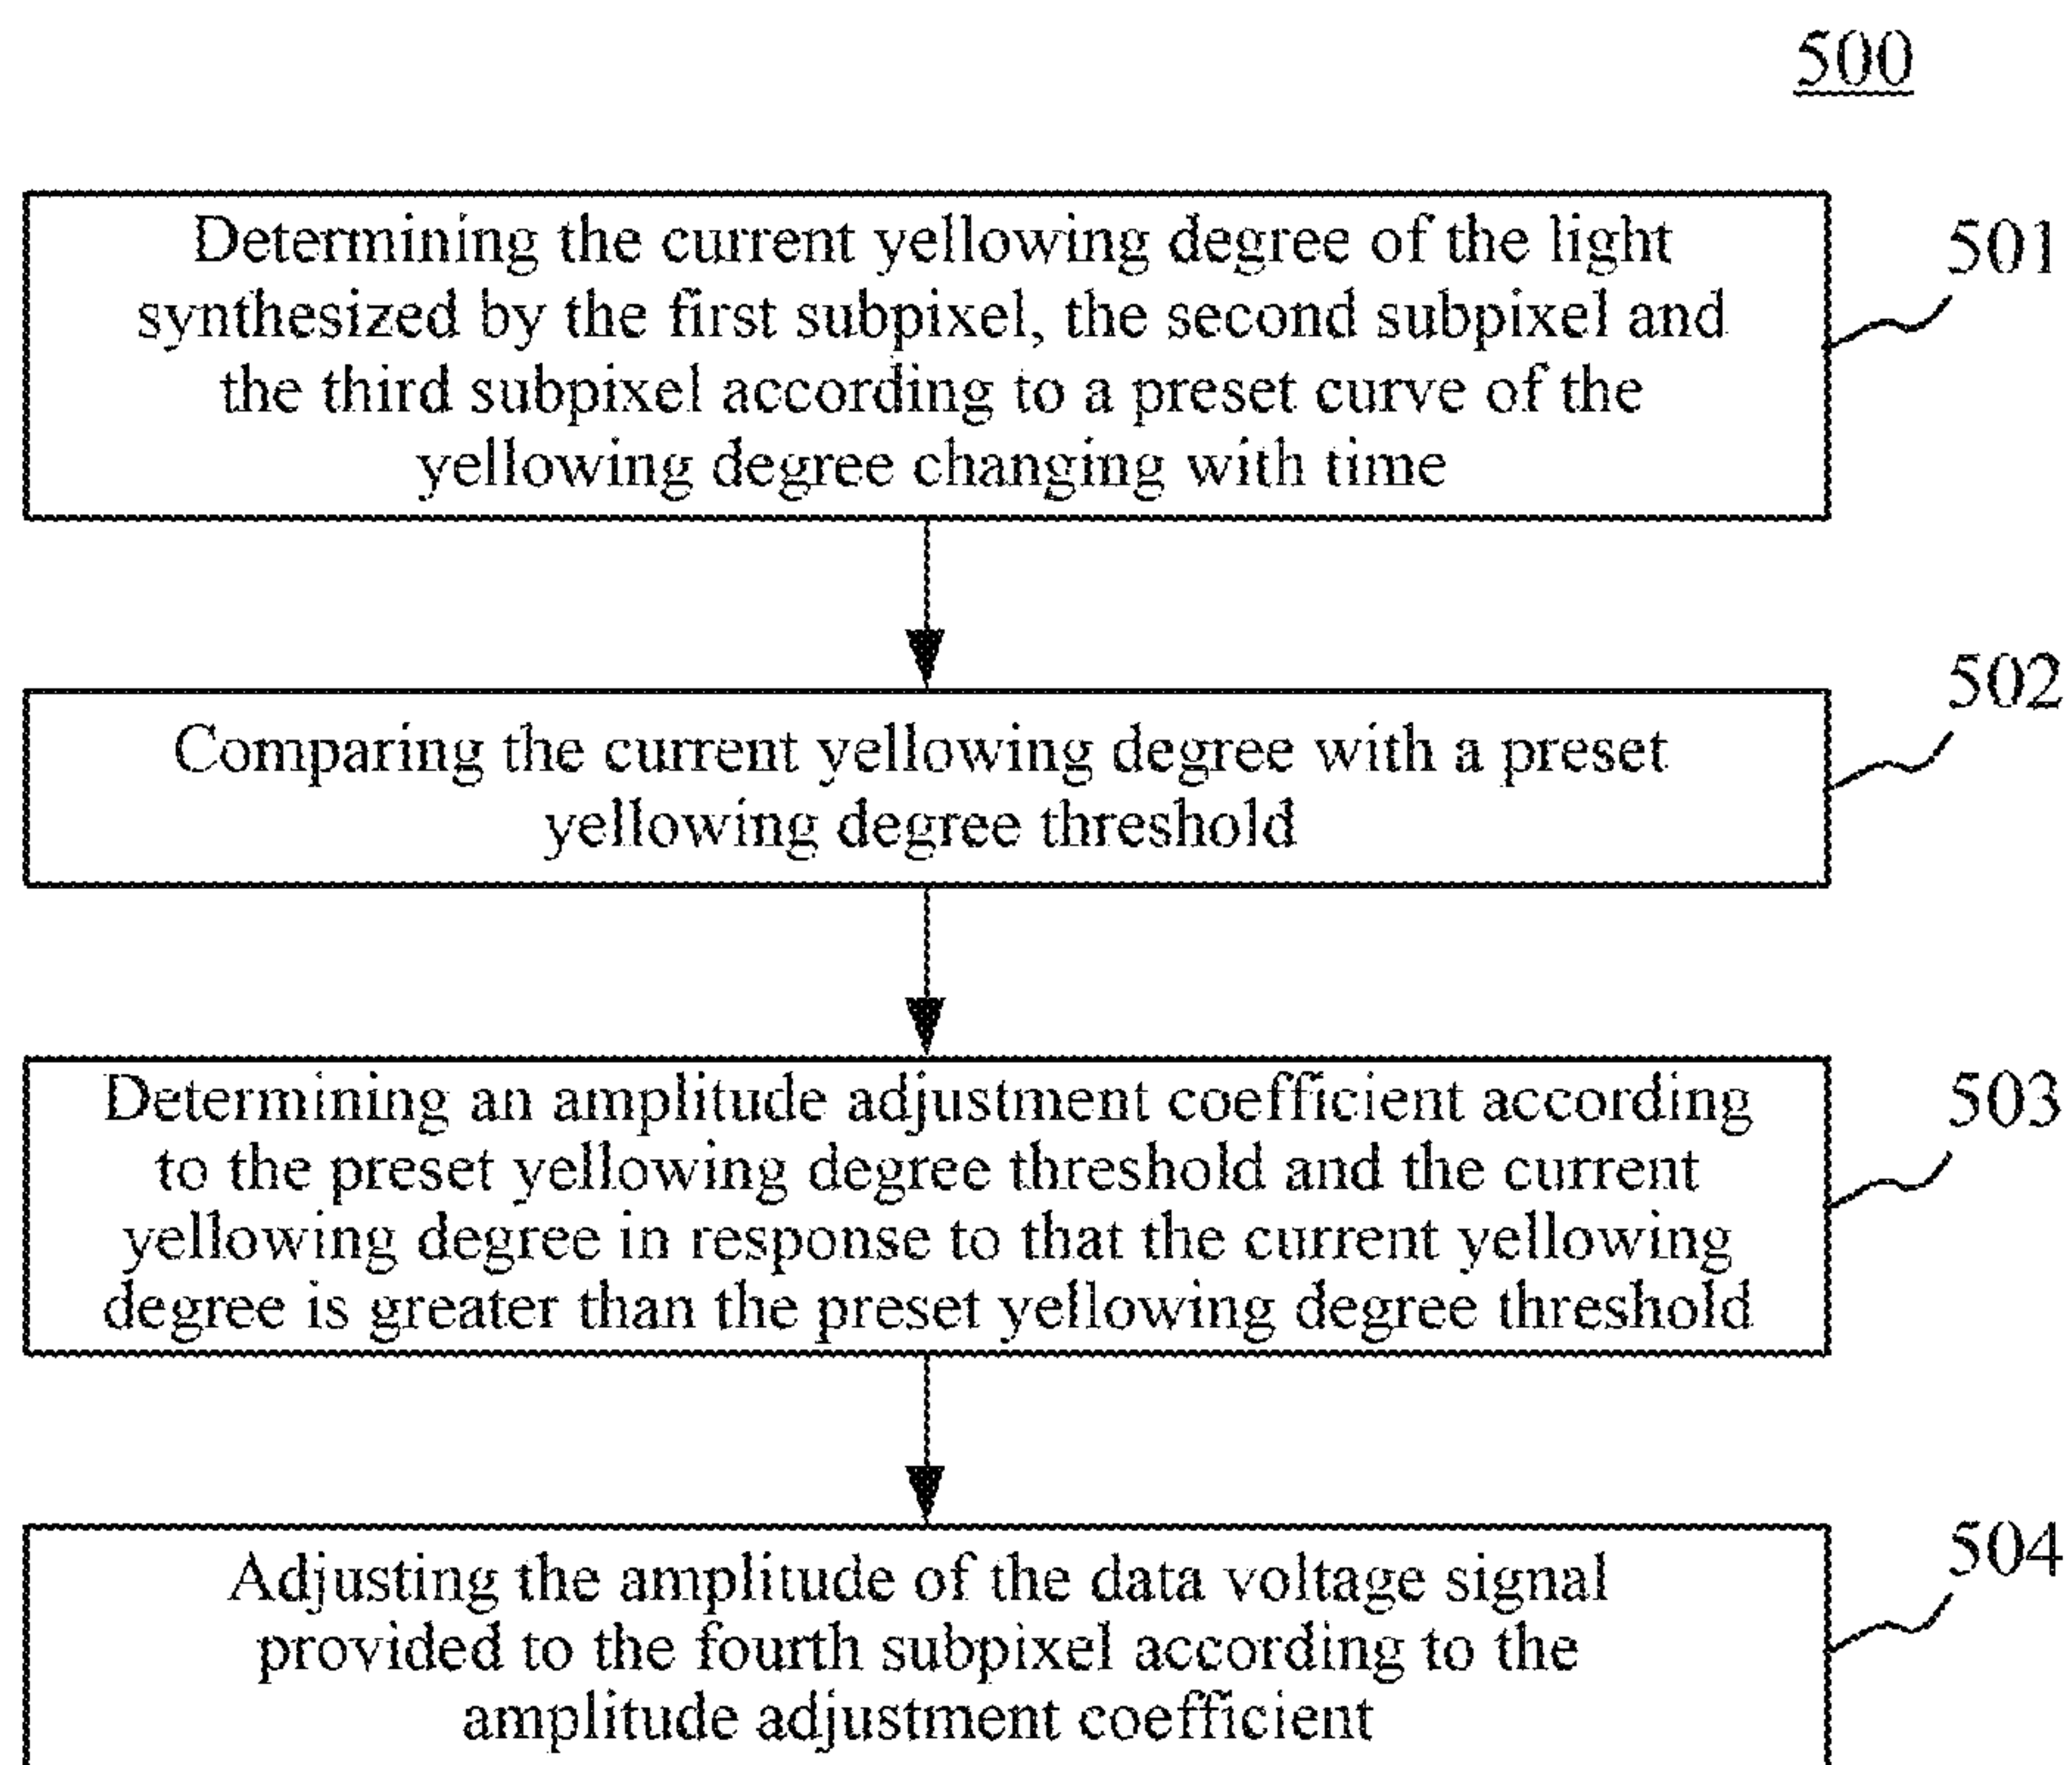 500
Determining the current yellowing degree of the light
synthesized by the first subpixel, the second subpixel and
the third subpixel according to a preset curve of the
yellowing degree changing with time
501
Comparing the current yellowing degree with a preset
yellowing degree threshold
502
Determining an amplitude adjustment coefficient according
to the preset yellowing degree threshold and the current
yellowing degree in response to that the current yellowing
degree is greater than the preset yellowing degree threshold
503
Adjusting the amplitude of the data voltage signal
provided to the fourth subpixel according to the
amplitude adjustment coefficient
504